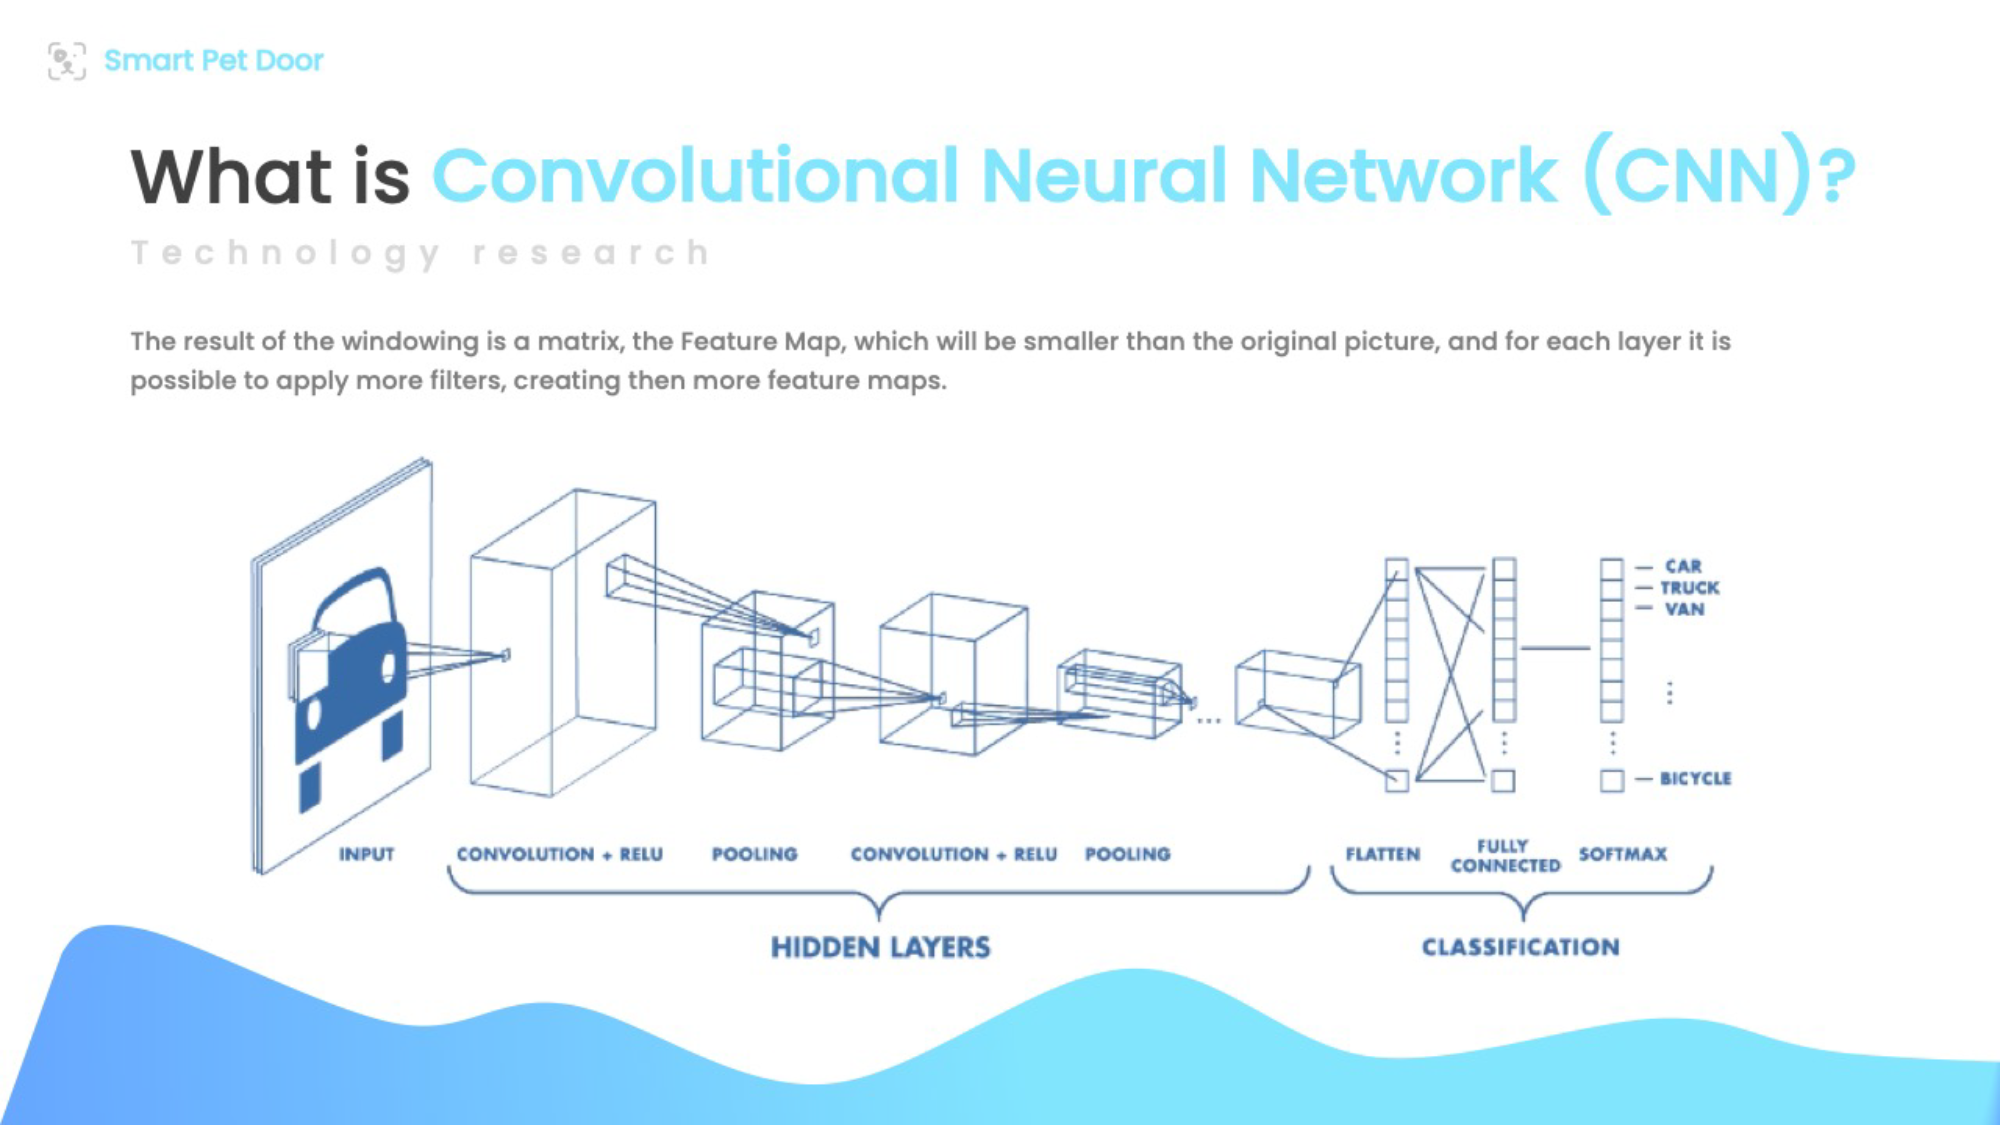 Smart Pet Door
What is Convolutional Neural Network (CNN)?
Technology research
The result of the windowing is a matrix, the Feature Map, which will be smaller than the original picture, and for each layer it is
possible to apply more filters, creating then more feature maps.
CAR
TRUCK
VAN
BICYCLE
INPUT
CONVOLUTION + RELU
POOLING
CONVOLUTION + RELU
POOLING
FLATTEN
FULLY
CONNECTED
SOFTMAX
HIDDEN LAYERS
CLASSIFICATION